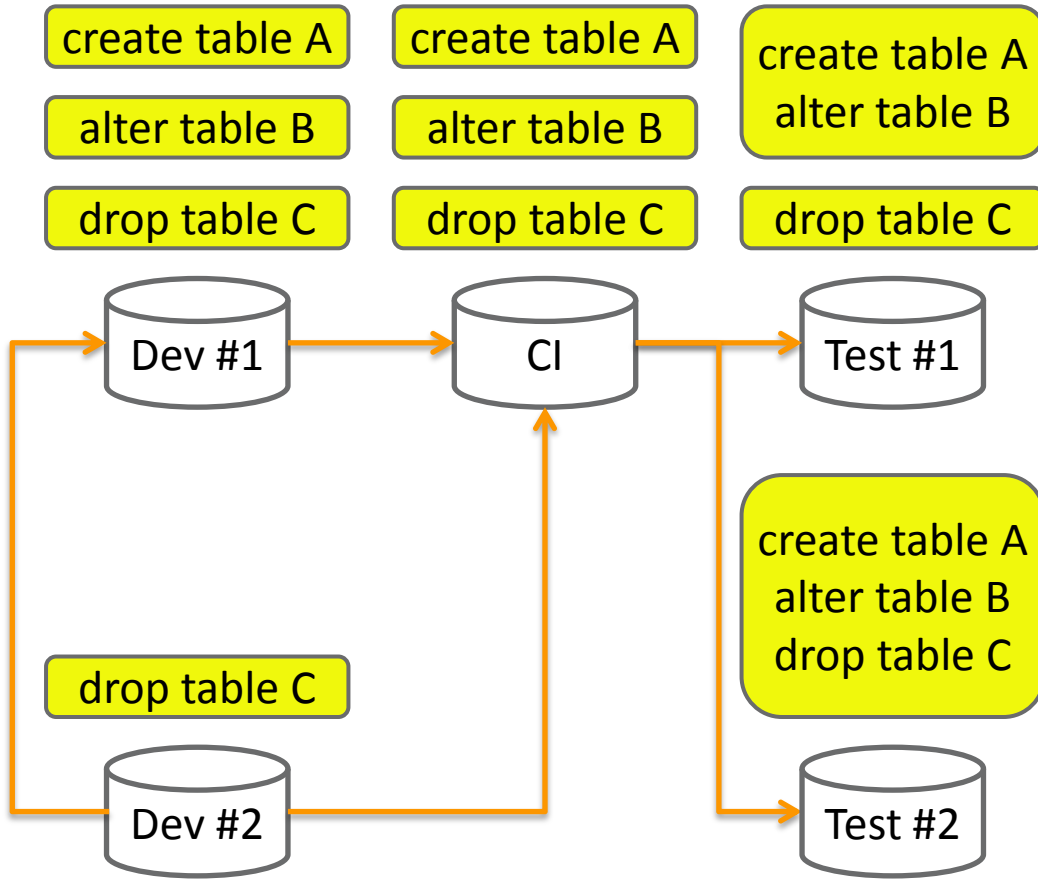 create table A
create table A
create table A
alter table B
alter table B
alter table B
drop table C
drop table C
drop table C
Dev #1
CI
Test #1
create table A
alter table B
drop table C
drop table C
Dev #2
Test #2